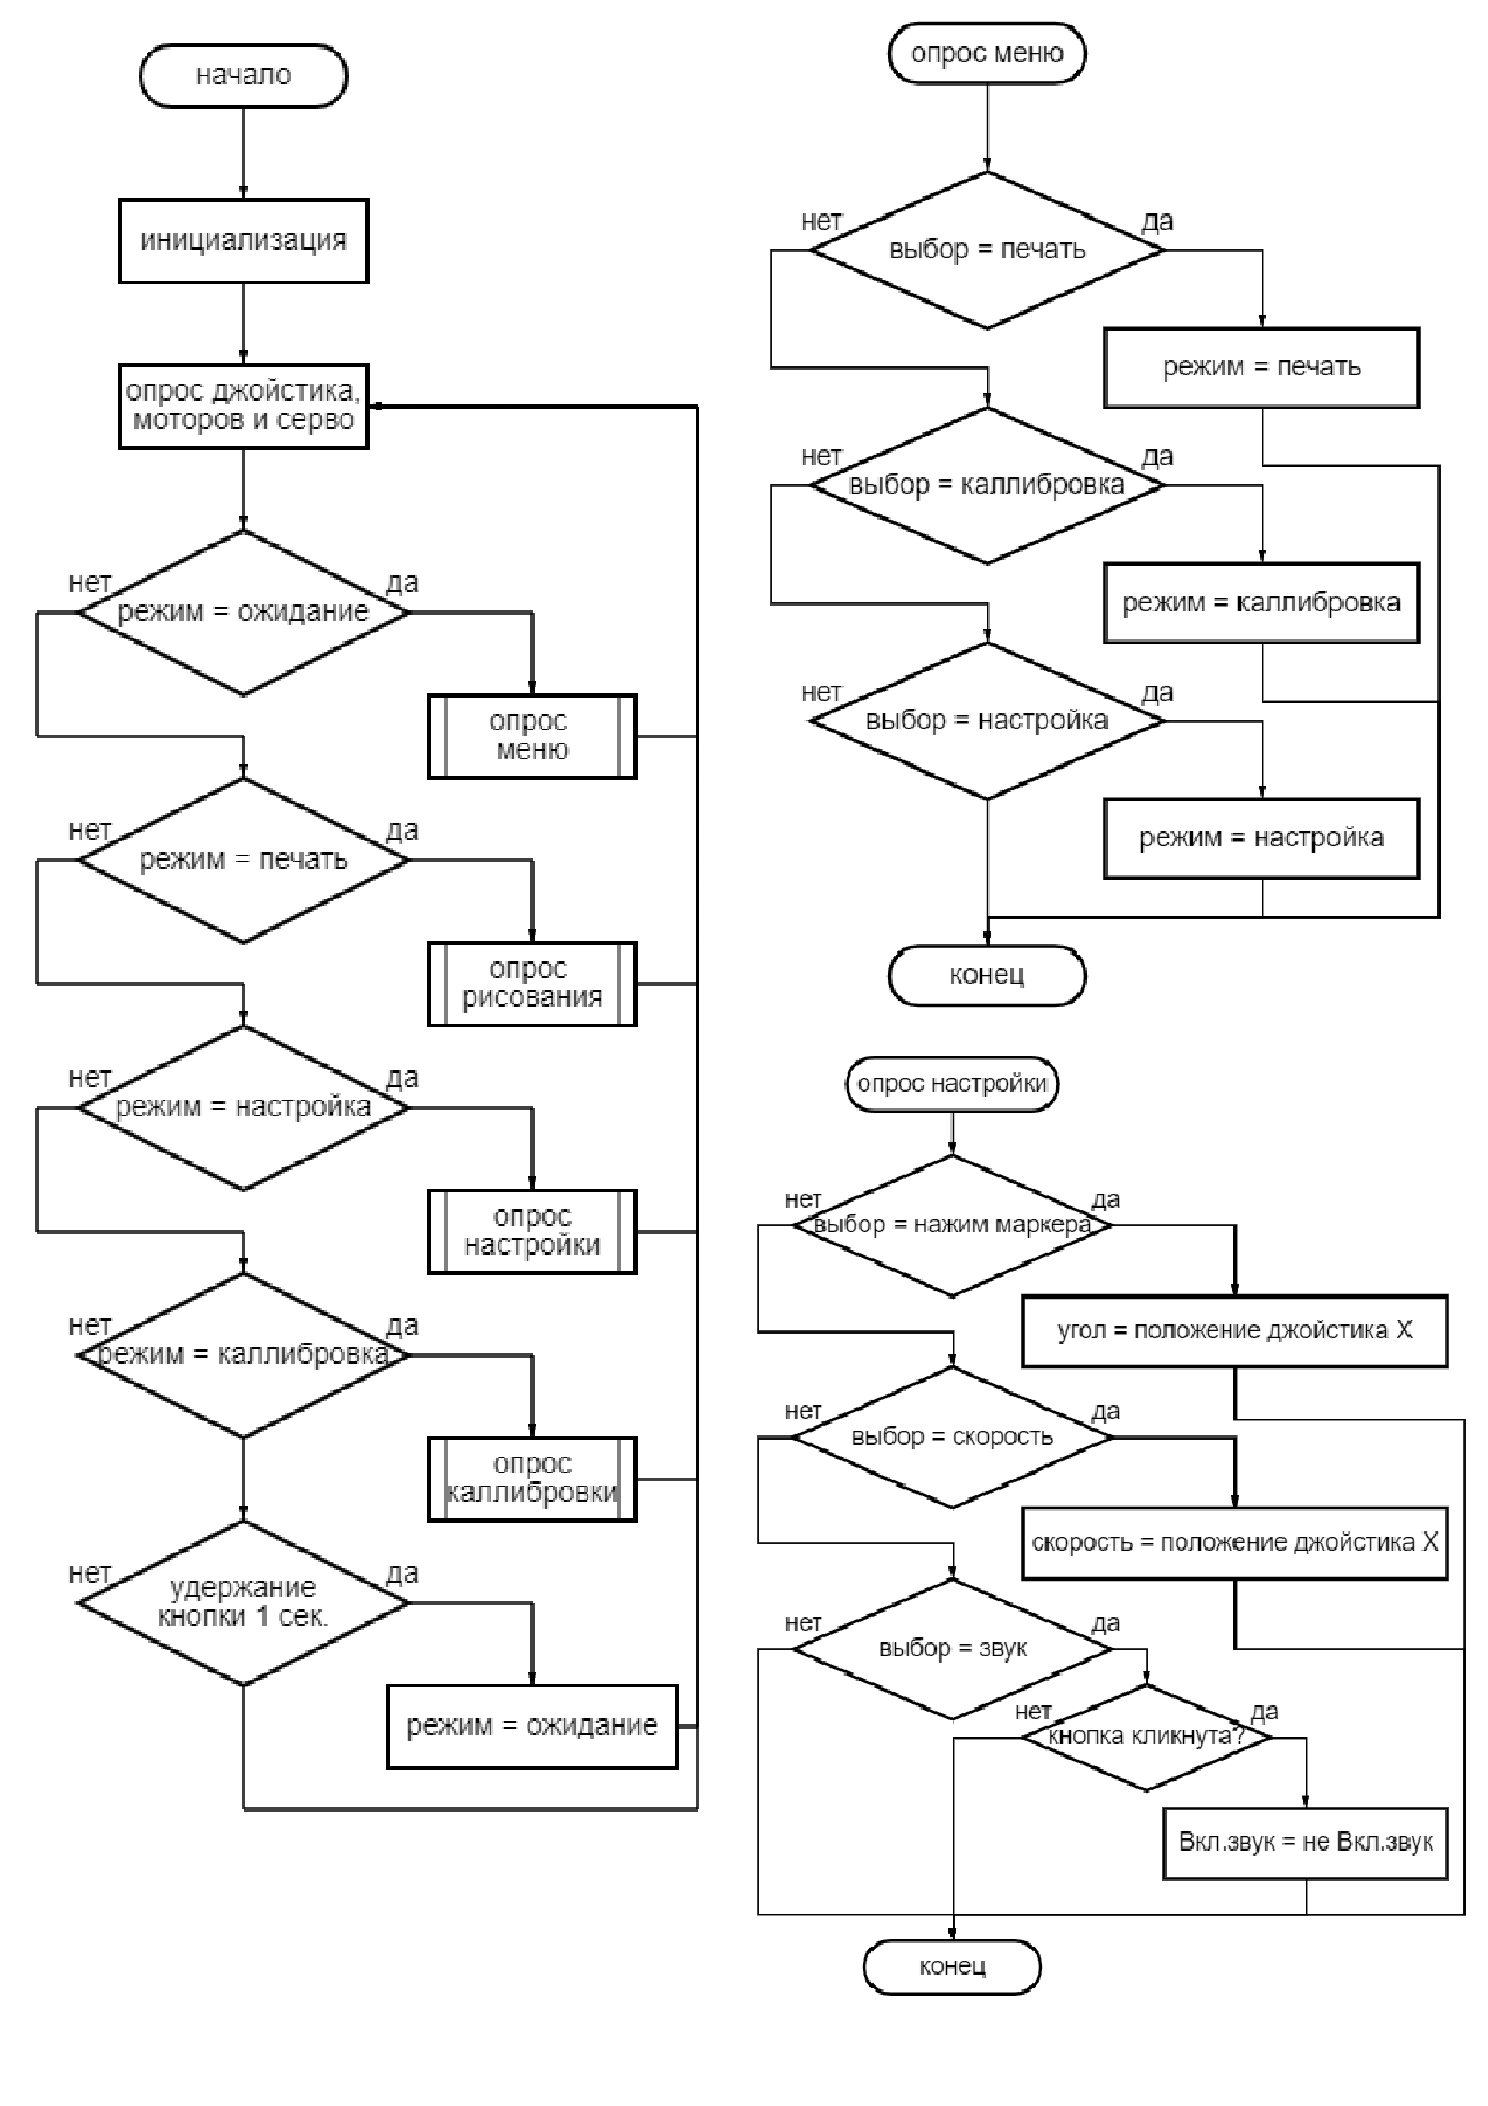 начало
инициализация
опрос джойстика,
моторов и серво
нет
да
режим = ожидание
опрос
меню
нет
да
режим = печать
опрос
рисования
нет
да
режим = настройка
опрос
настройки
нет
да
режим = каллибровка
опрос
каллибровки
нет
да
удержание
кнопки 1 сек.
режим = ожидание
опрос меню
нет
да
выбор = печать
режим = печать
нет
да
выбор = каллибровка
режим = каллибровка
нет
да
выбор = настройка
режим = настройка
конец
опрос настройки
нет
да
выбор = нажим маркера
угол = положение джойстика X
нет
да
выбор = скорость
скорость = положение джойстика X
нет
да
выбор = звук
нет
да
кнопка кликнута?
Вкл.звук = не Вкл.звук
конец